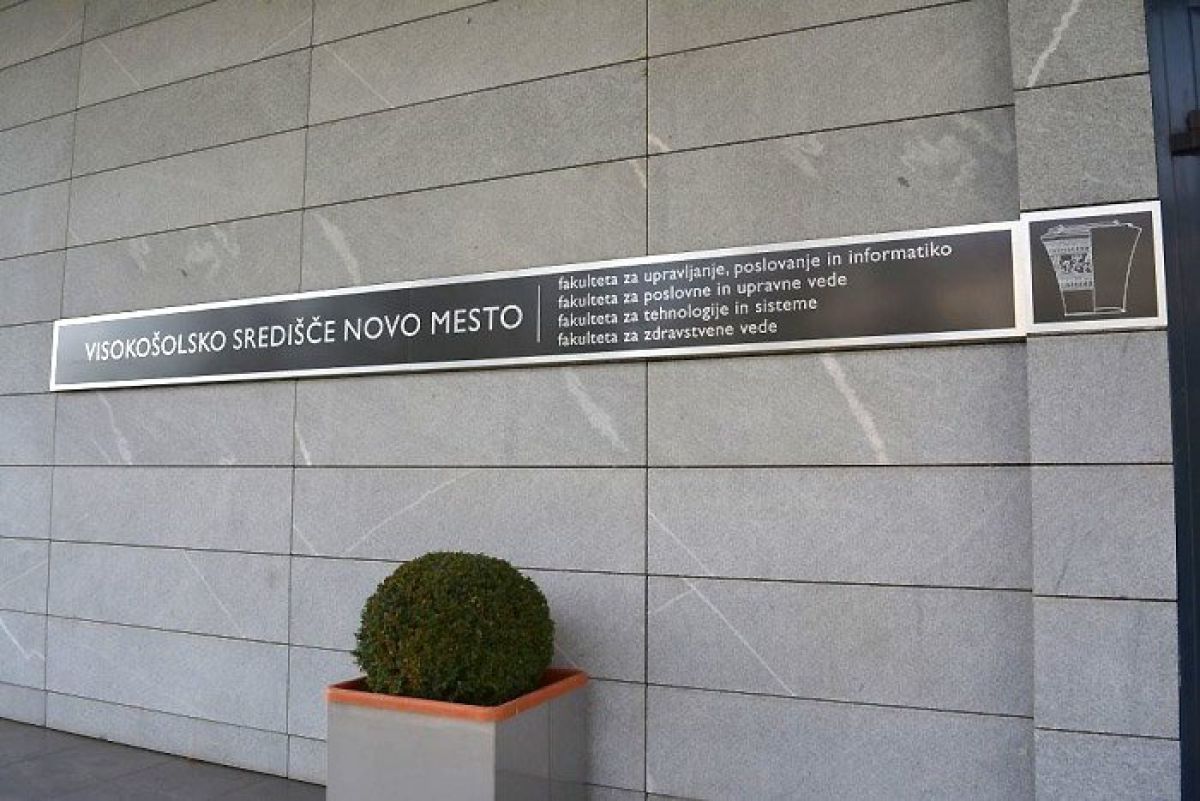 VISOKOŠOLSKO SREDIŠČE NOVO MESTO
fakulteta za upravljanje, poslovanje in informatiko
fakulteta za poslovne in upravne vede
fakulteta za tehnologije in sisteme
fakulteta za zdravstvene vede